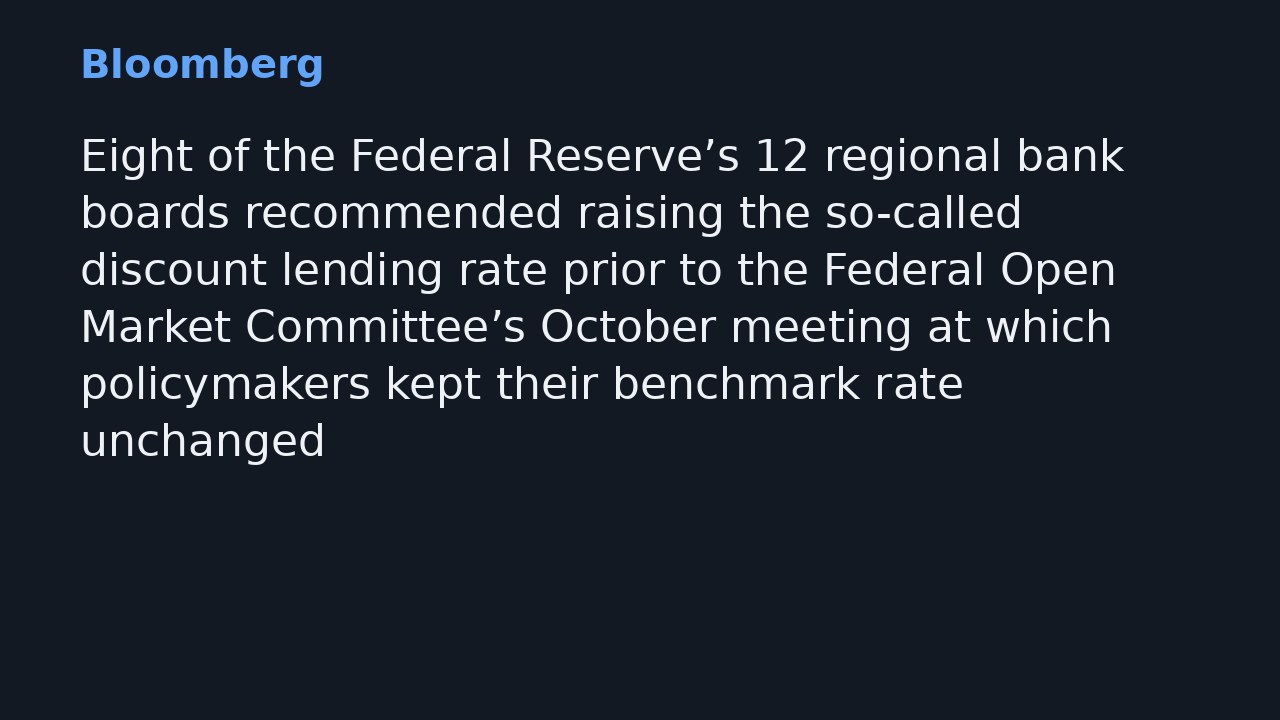 Bloomberg
Eight of the Federal Reserve’s 12 regional bank
boards recommended raising the so-called
discount lending rate prior to the Federal Open
Market Committee’s October meeting at which
policymakers kept their benchmark rate
unchanged